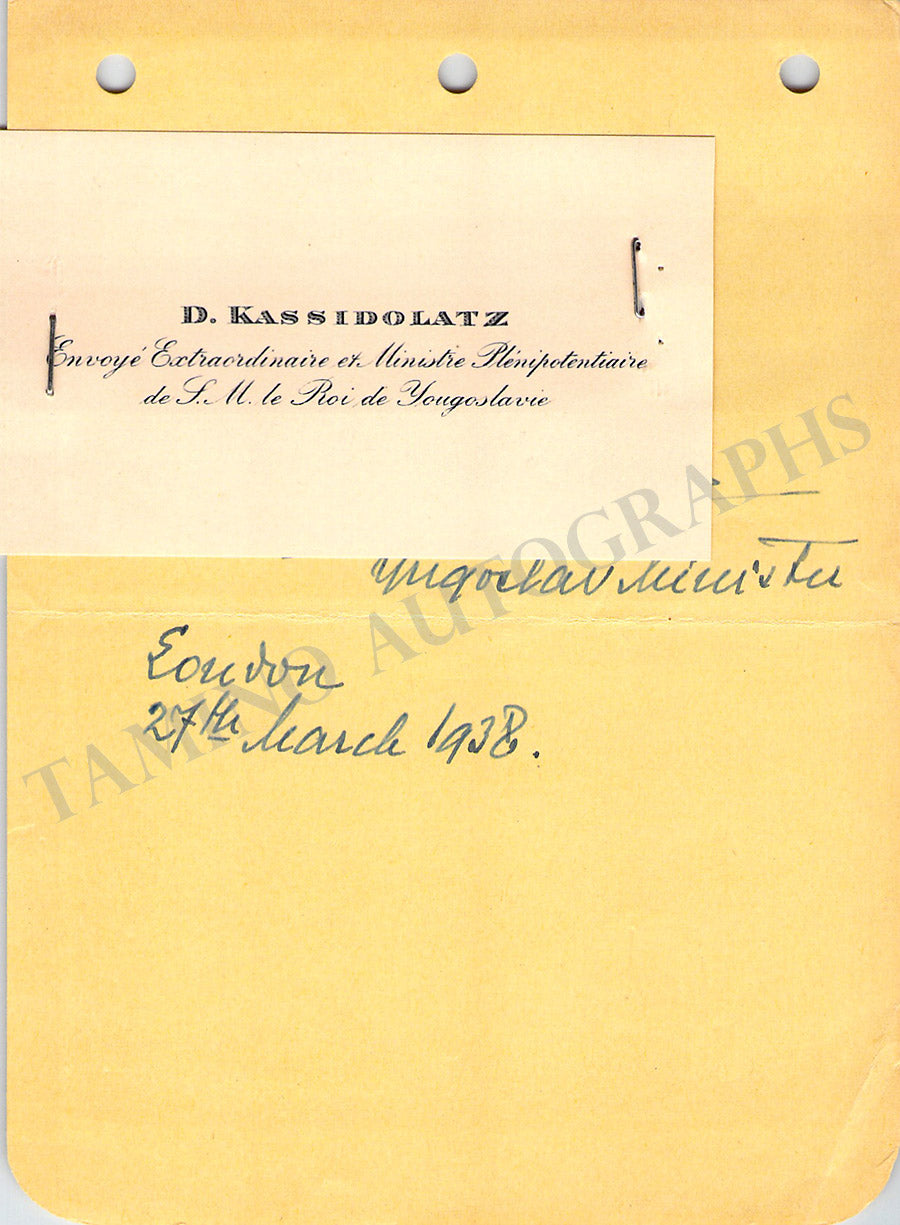 D. KASSIDOLATZ
Envoyé Extraordinaire et Ministre Plénipotentiaire
de S. M. le Roi de Yougoslavie
Yugoslav Minister
London
27th March 1938.
TAMINO AUTOGRAPHS